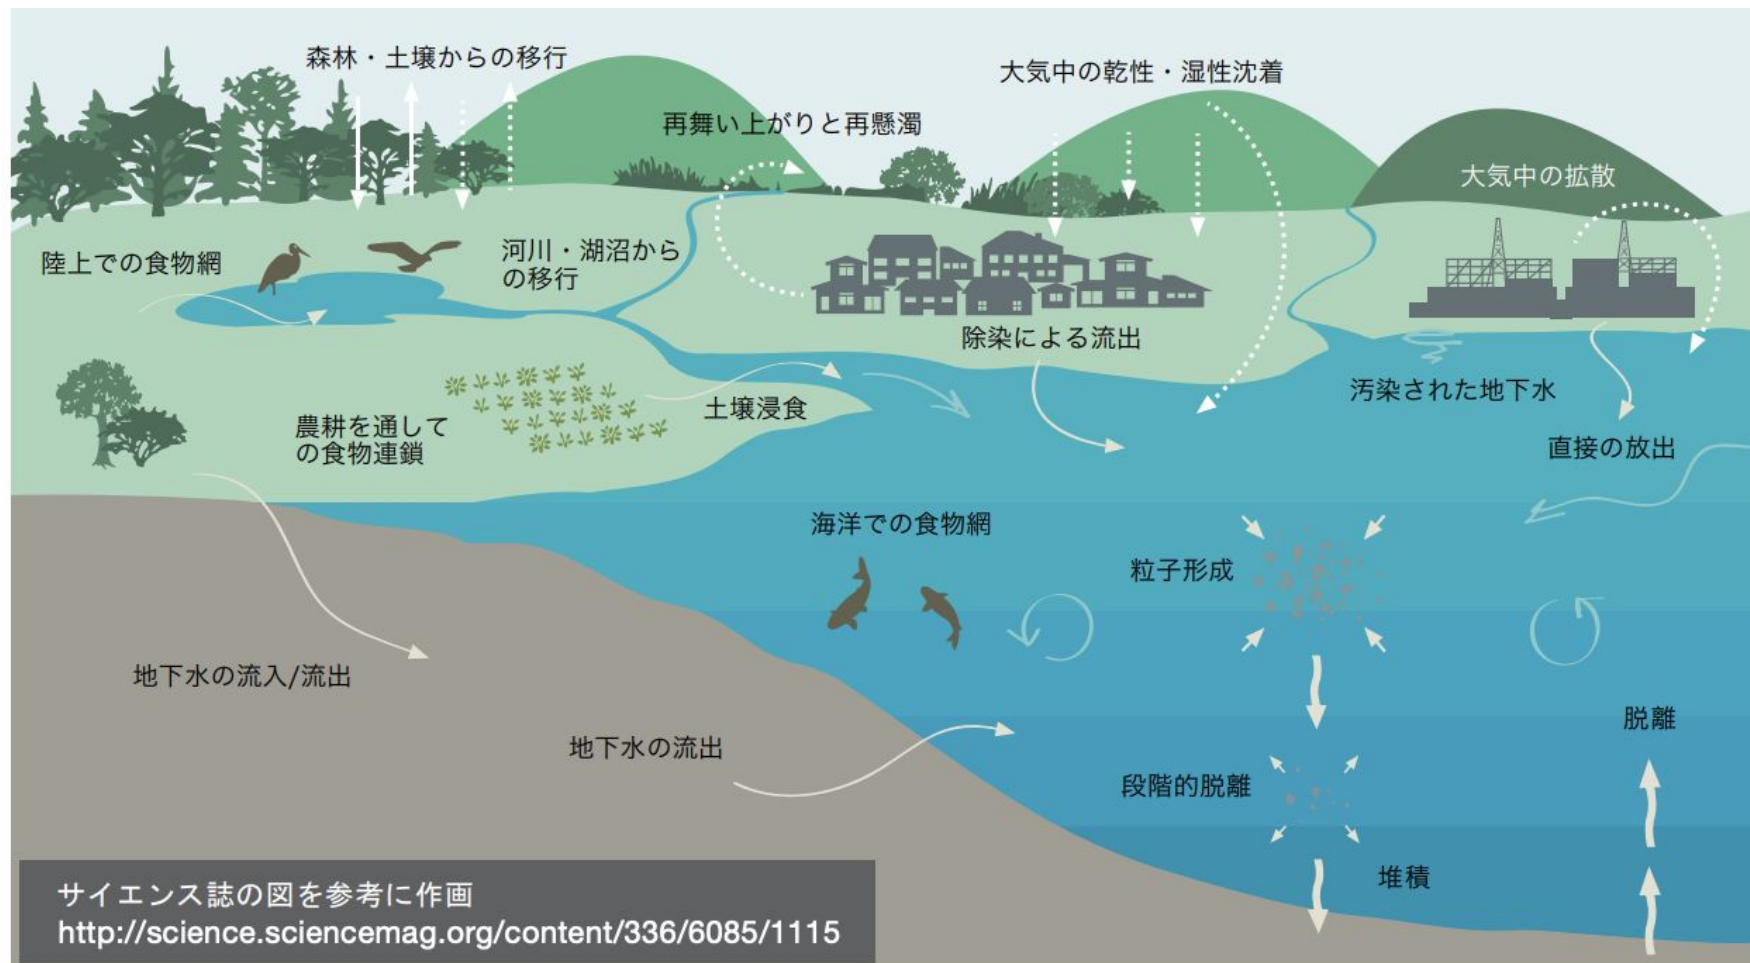 森林・土壌からの移行
大気中の乾性・湿性沈着
再舞い上がりと再懸濁
大気中の拡散
陸上での食物網
河川・湖沼から
の移行
除染による流出
汚染された地下水
農耕を通して
の食物連鎖
土壌浸食
直接の放出
海洋での食物網
粒子形成
地下水の流入/流出
地下水の流出
脱離
段階的脱離
堆積
サイエンス誌の図を参考に作画
http://science.sciencemag.org/content/336/6085/1115